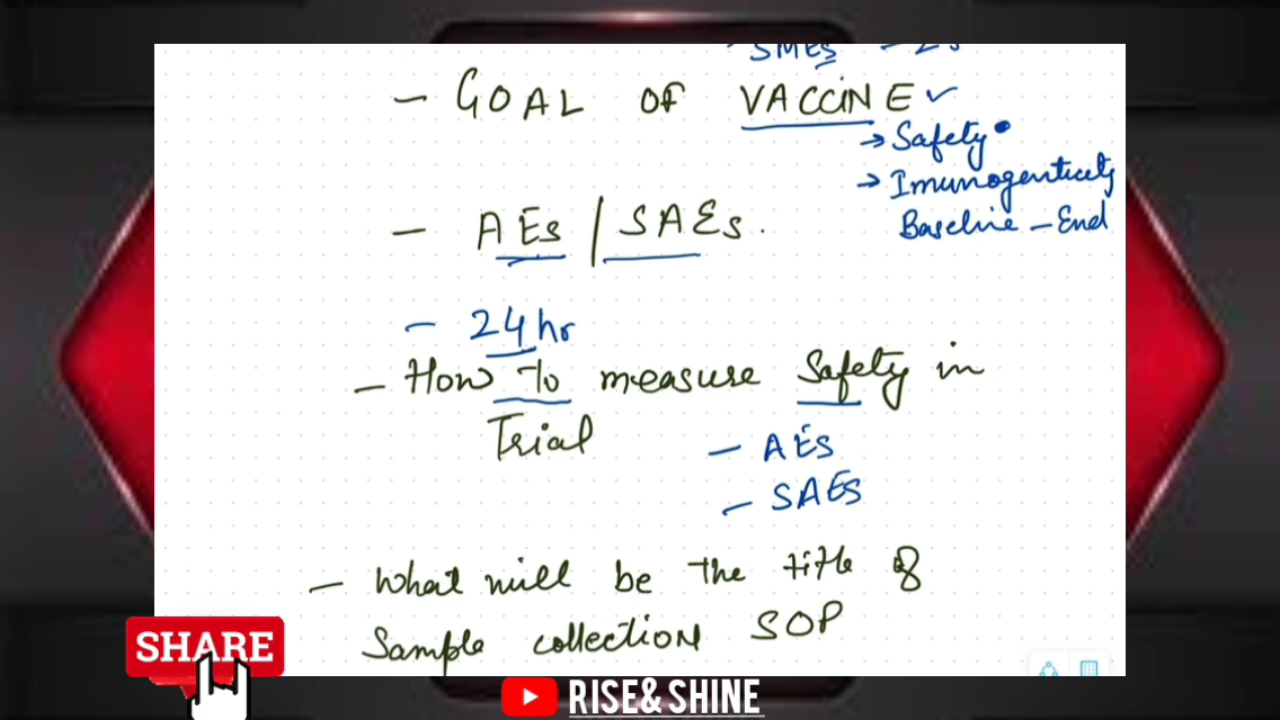 SMEs
- GOAL OF VACCINE ✓
→ Safety
→ Imunogenticity
Baseline - End
- AEs / SAEs.
- 24 hr
- How To measure Safety in
Trial
- AEs
- SAEs
- What will be the title of
Sample collection SOP
SHARE
RISE& SHINE